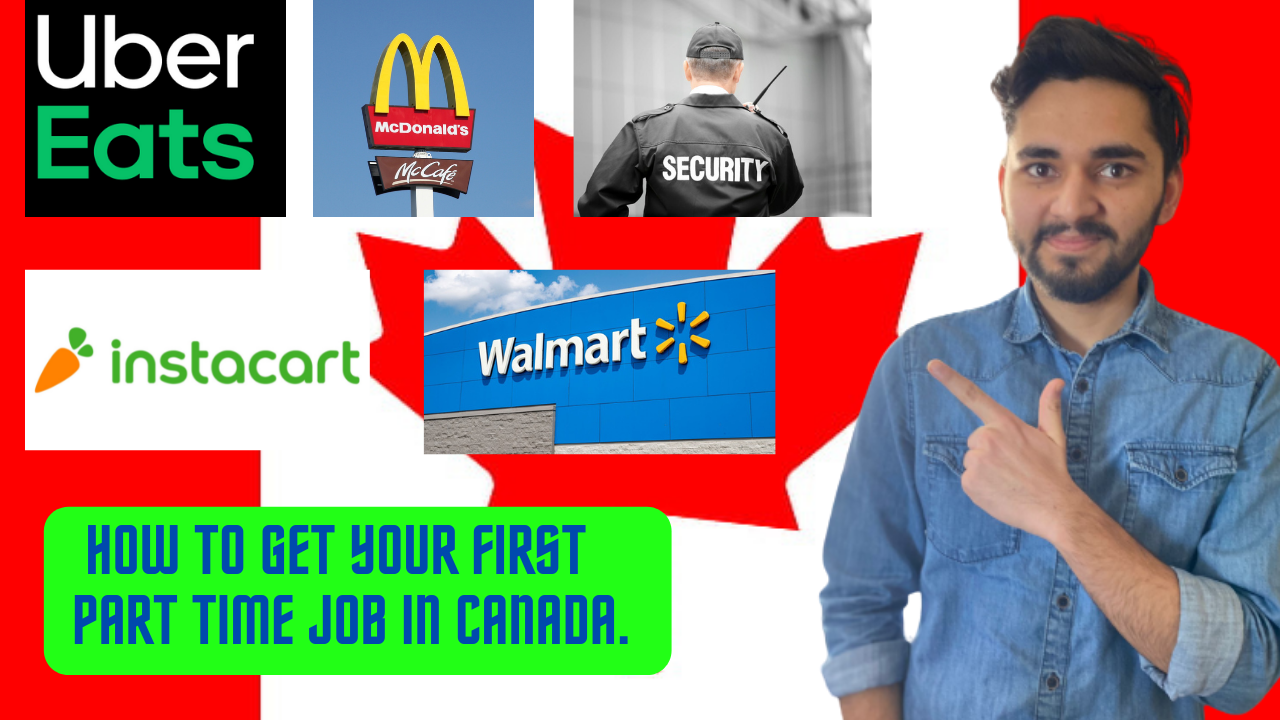 Uber
Eats
McDonald's
McCafé
SECURITY
instacart
Walmart
HOW TO GET YOUR FIRST
PART TIME JOB IN CANADA.